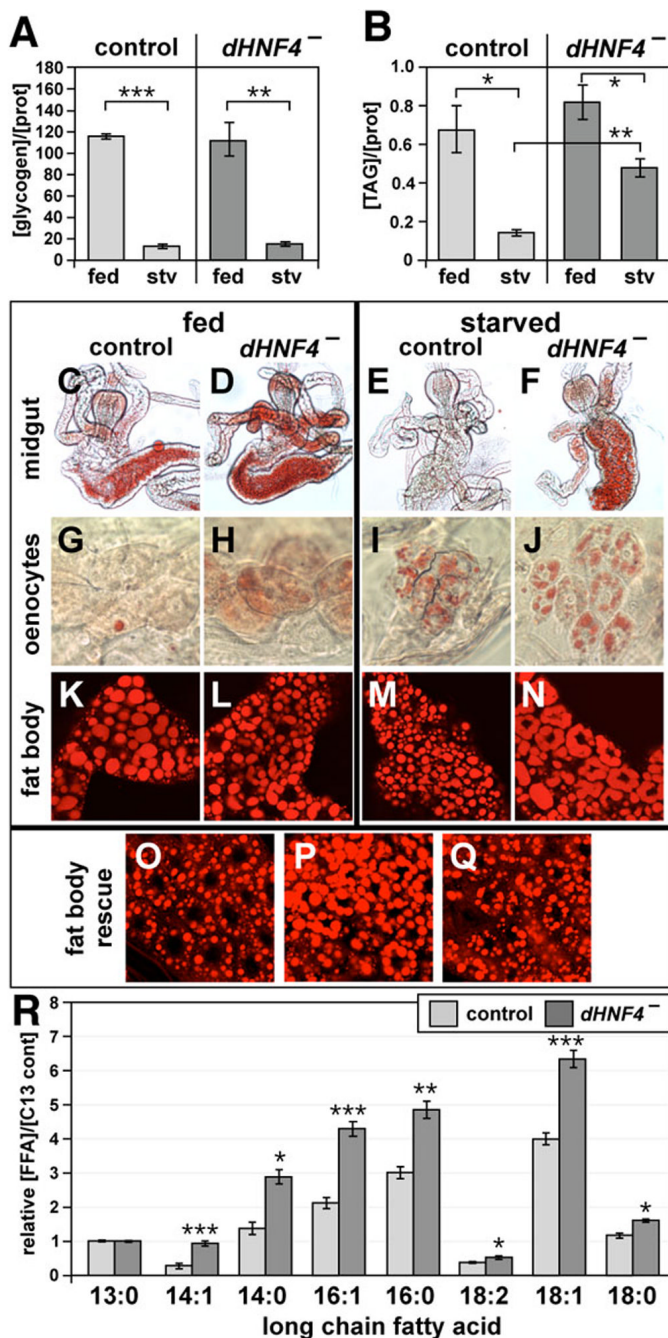 A
control
dHNF4⁻
[glycogen]/[prot]
180
160
140
120
100
80
60
40
20
0
***
**
fed
stv
fed
stv
B
control
dHNF4⁻
[TAG]/[prot]
1.0
0.8
0.6
0.4
0.2
0
*
*
**
fed
stv
fed
stv
fed
starved
control
dHNF4⁻
control
dHNF4⁻
midgut
C
D
E
F
oenocytes
G
H
I
J
fat body
K
L
M
N
fat body
rescue
O
P
Q
R
control
dHNF4⁻
relative [FFA]/[C13 cont]
8
7
6
5
4
3
2
1
0
***
*
***
**
*
***
*
13:0
14:1
14:0
16:1
16:0
18:2
18:1
18:0
long chain fatty acid